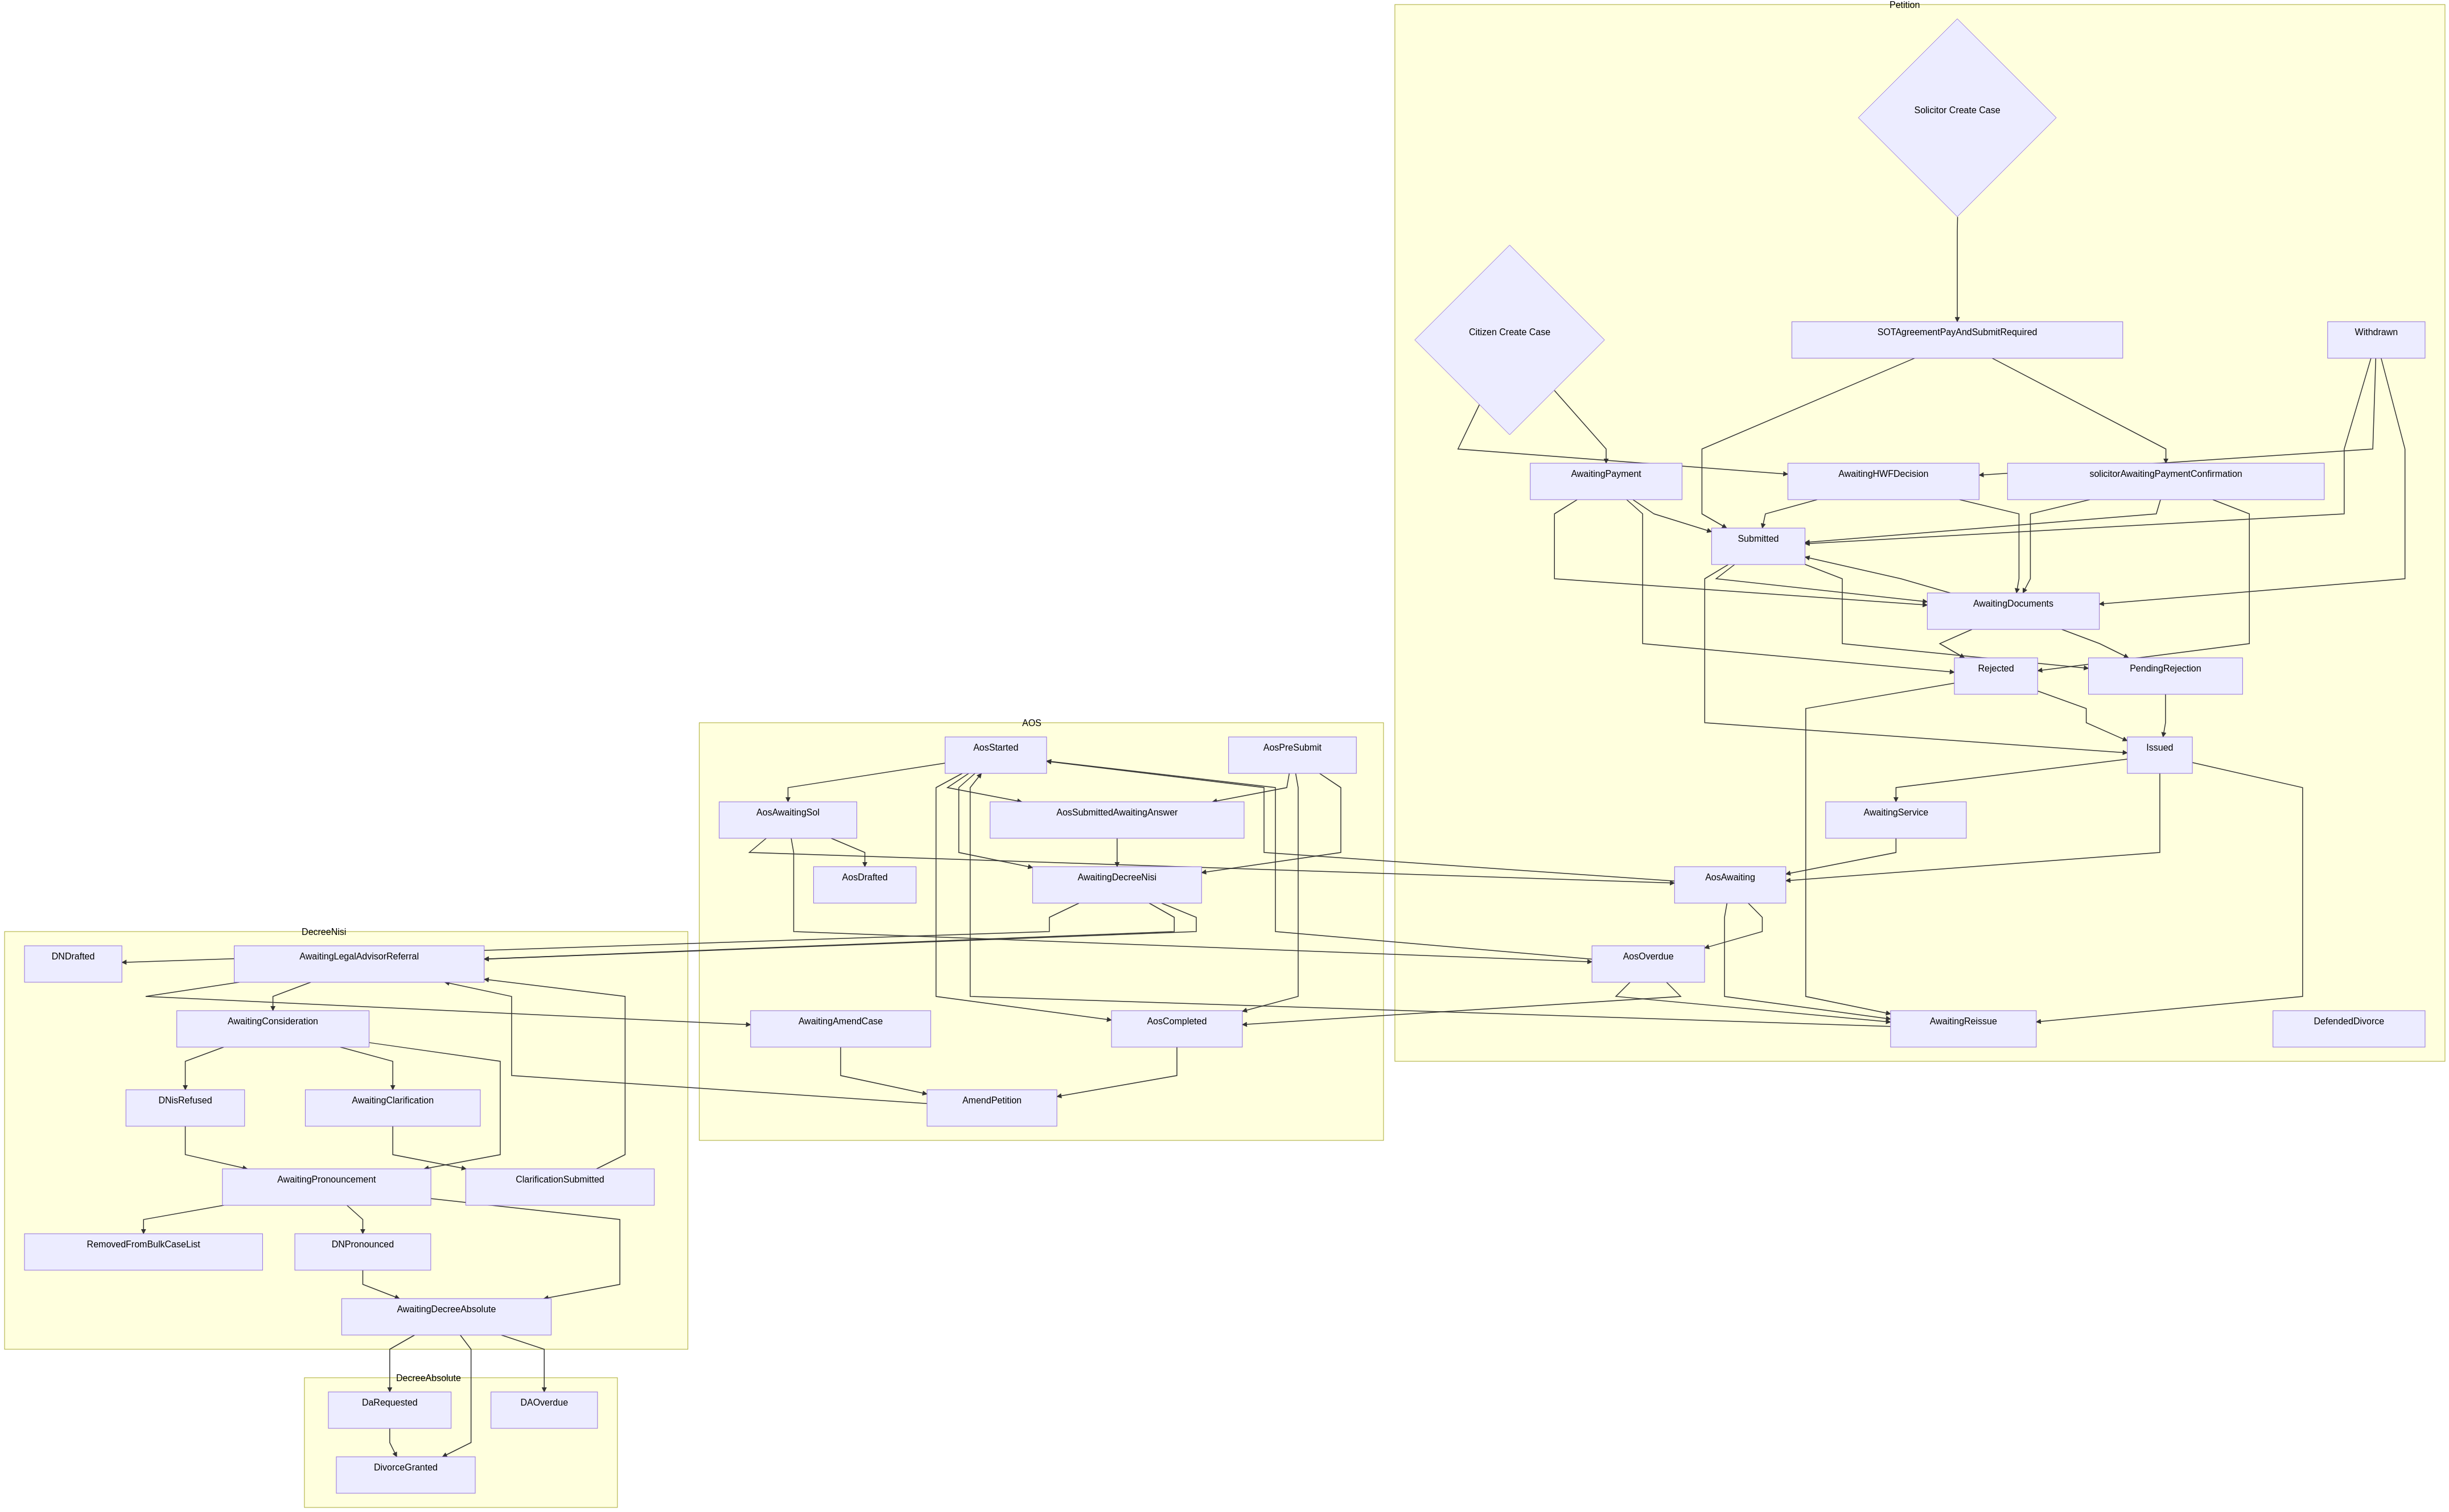 Petition
Solicitor Create Case
Citizen Create Case
SOTAgreementPayAndSubmitRequired
Withdrawn
AwaitingPayment
AwaitingHWFDecision
solicitorAwaitingPaymentConfirmation
Submitted
AwaitingDocuments
Rejected
PendingRejection
Issued
AwaitingService
AosAwaiting
AosOverdue
AwaitingReissue
DefendedDivorce
AOS
AosStarted
AosPreSubmit
AosAwaitingSol
AosSubmittedAwaitingAnswer
AosDrafted
AwaitingDecreeNisi
AwaitingAmendCase
AosCompleted
AmendPetition
DecreeNisi
DNDrafted
AwaitingLegalAdvisorReferral
AwaitingConsideration
DNisRefused
AwaitingClarification
AwaitingPronouncement
ClarificationSubmitted
RemovedFromBulkCaseList
DNPronounced
AwaitingDecreeAbsolute
DecreeAbsolute
DaRequested
DAOverdue
DivorceGranted